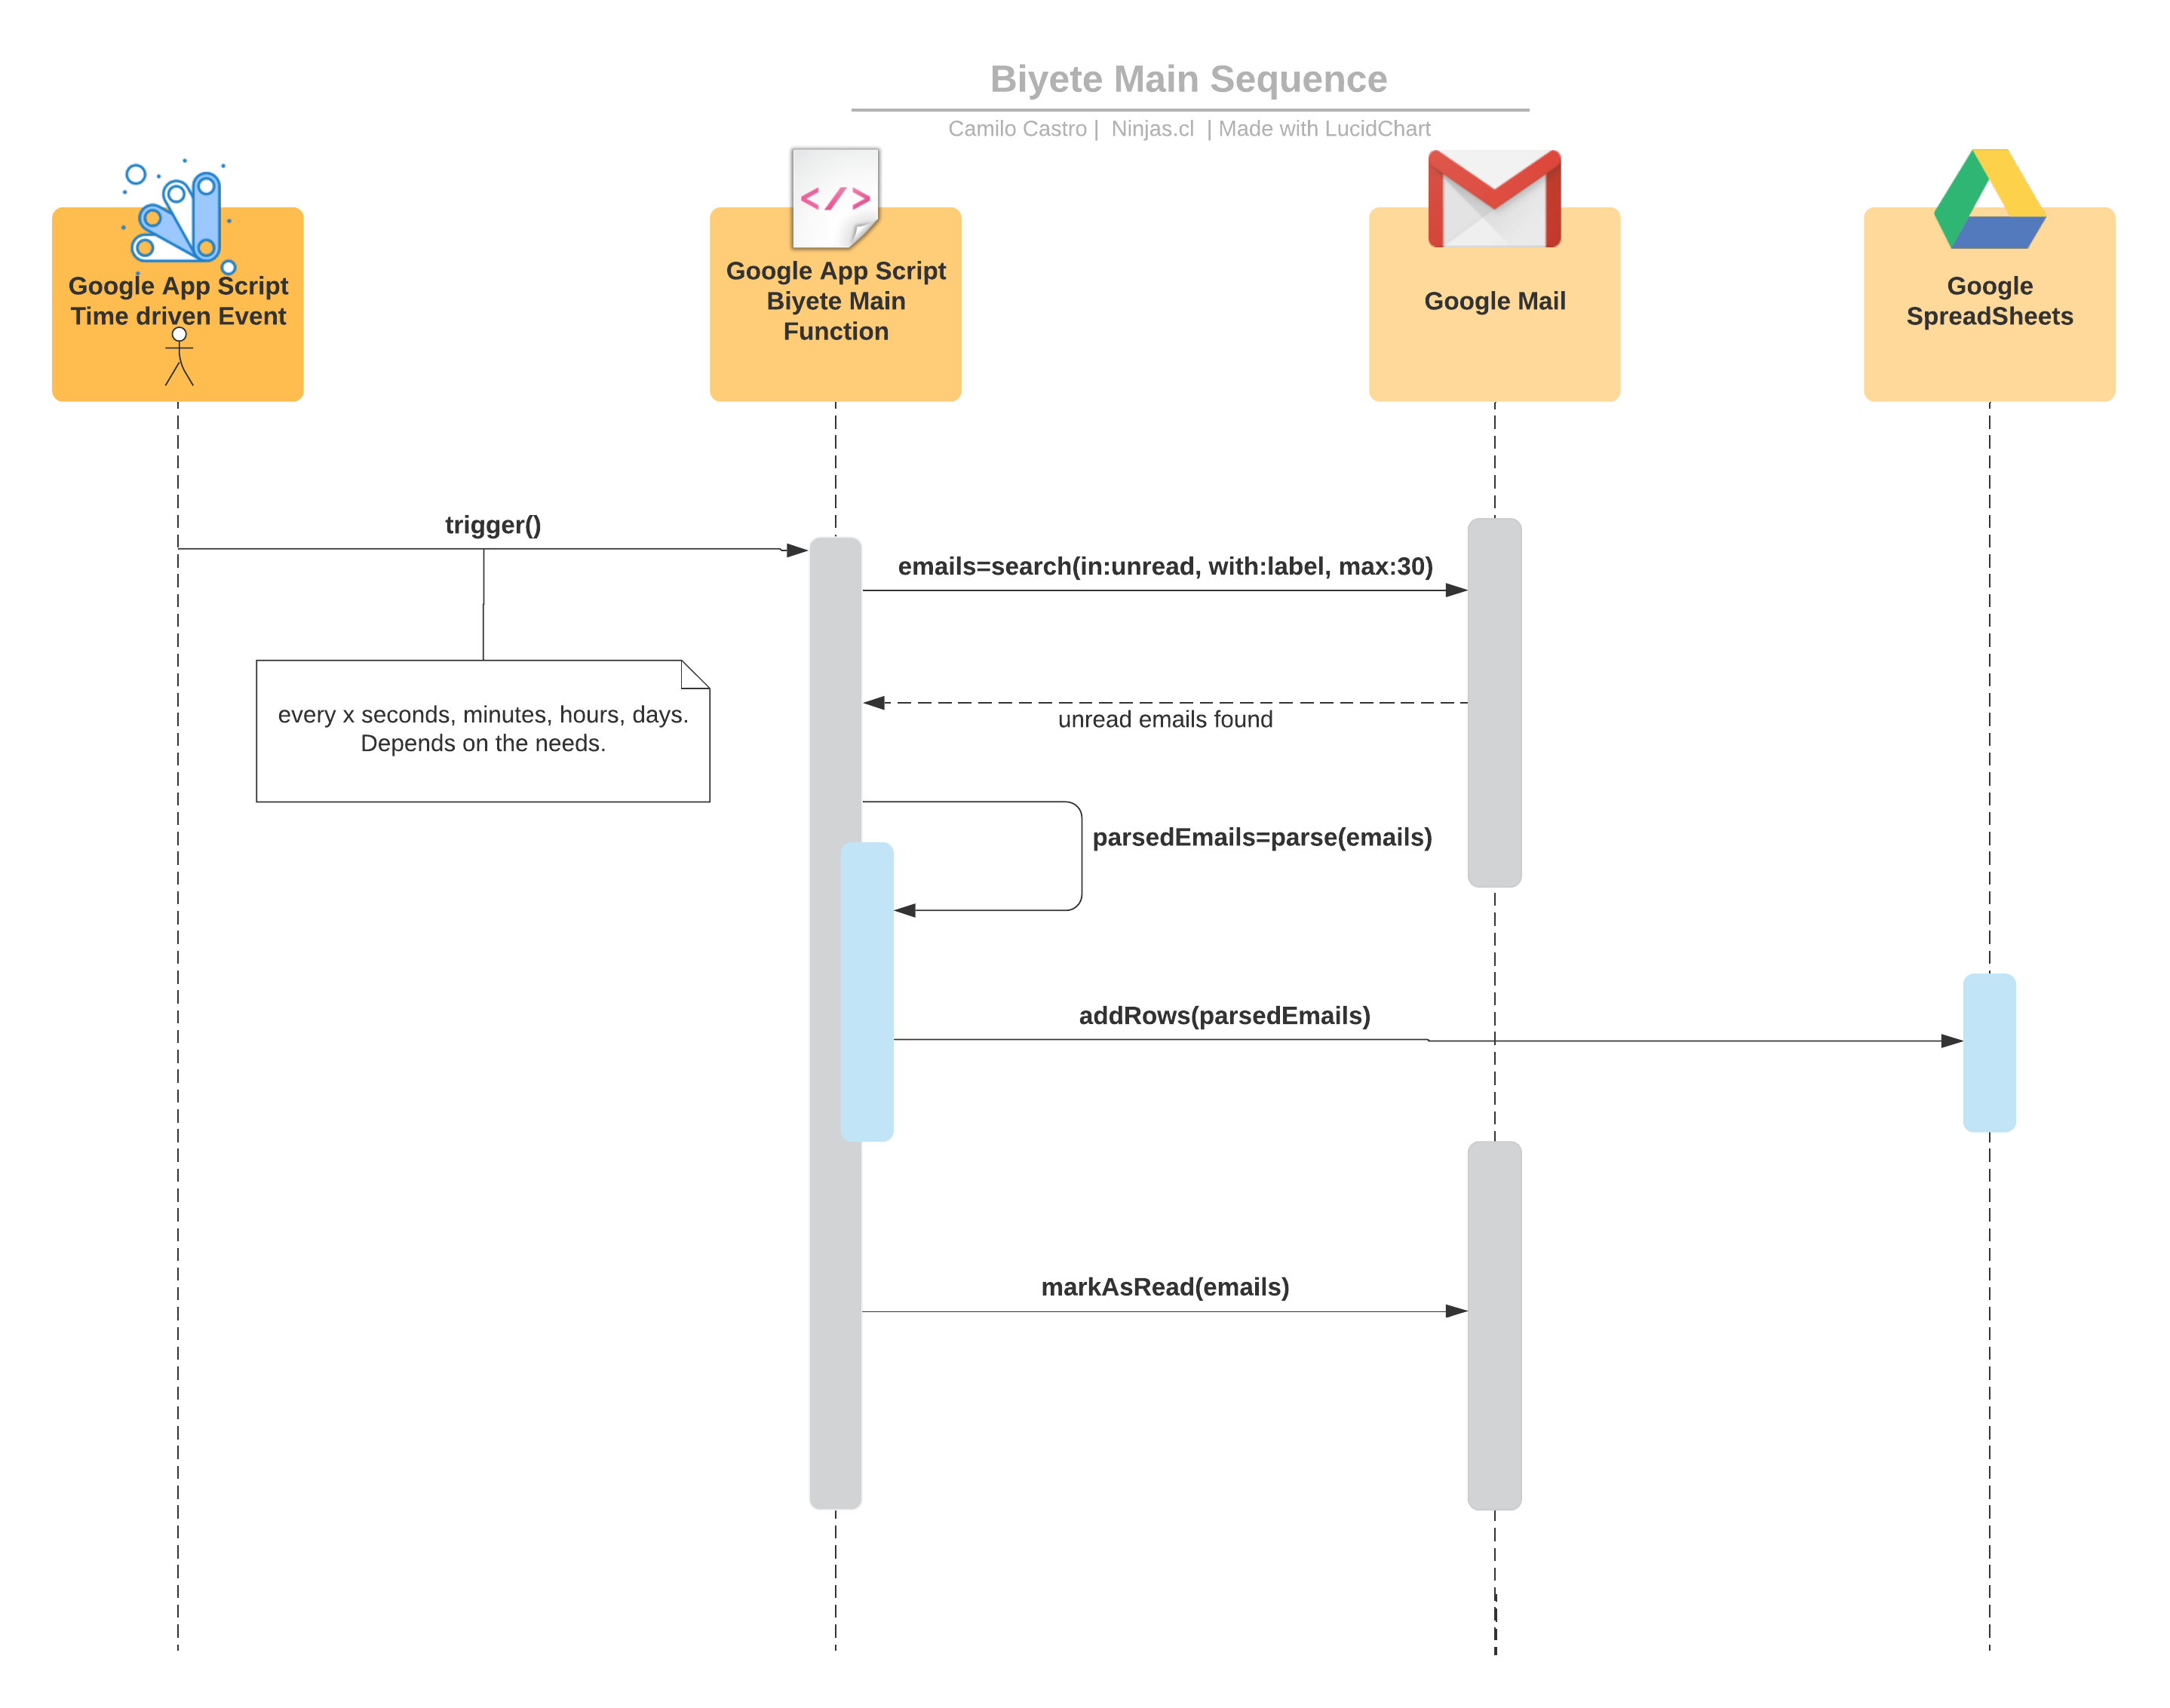 Biyete Main Sequence
Camilo Castro | Ninjas.cl | Made with LucidChart
</>
Google App Script
Time driven Event
Google App Script
Biyete Main
Function
Google Mail
Google
SpreadSheets
trigger()
emails=search(in:unread, with:label, max:30)
every x seconds, minutes, hours, days.
Depends on the needs.
unread emails found
parsedEmails=parse(emails)
addRows(parsedEmails)
markAsRead(emails)